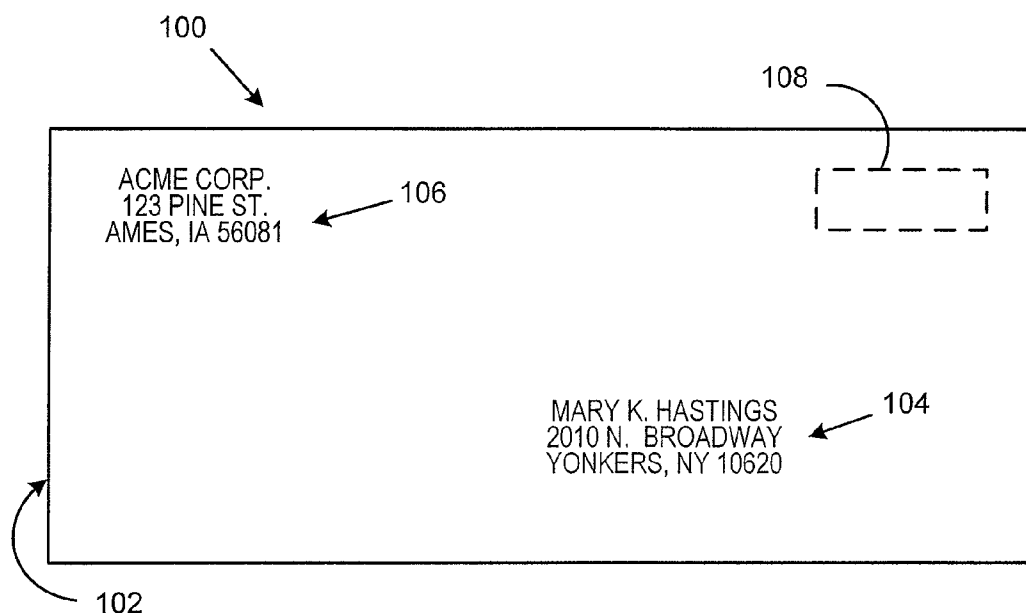 100
108
ACME CORP.
123 PINE ST.
AMES, IA 56081
106
MARY K. HASTINGS
2010 N. BROADWAY
YONKERS, NY 10620
104
102